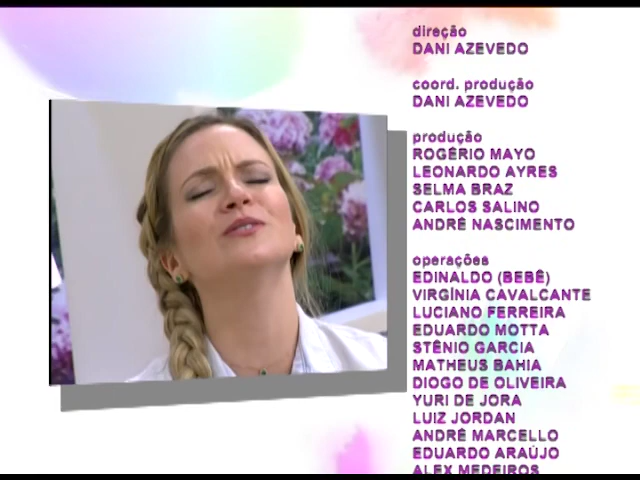 direção
DANI AZEVEDO
coord. produção
DANI AZEVEDO
produção
ROGÉRIO MAYO
LEONARDO AYRES
SELMA BRAZ
CARLOS SALINO
ANDRÉ NASCIMENTO
operações
EDINALDO (BEBÊ)
VIRGÍNIA CAVALCANTE
LUCIANO FERREIRA
EDUARDO MOTTA
STÊNIO GARCIA
MATHEUS BAHIA
DIOGO DE OLIVEIRA
YURI DE JORA
LUIZ JORDAN
ANDRÉ MARCELLO
EDUARDO ARAÚJO
ALEX MEDEIROS